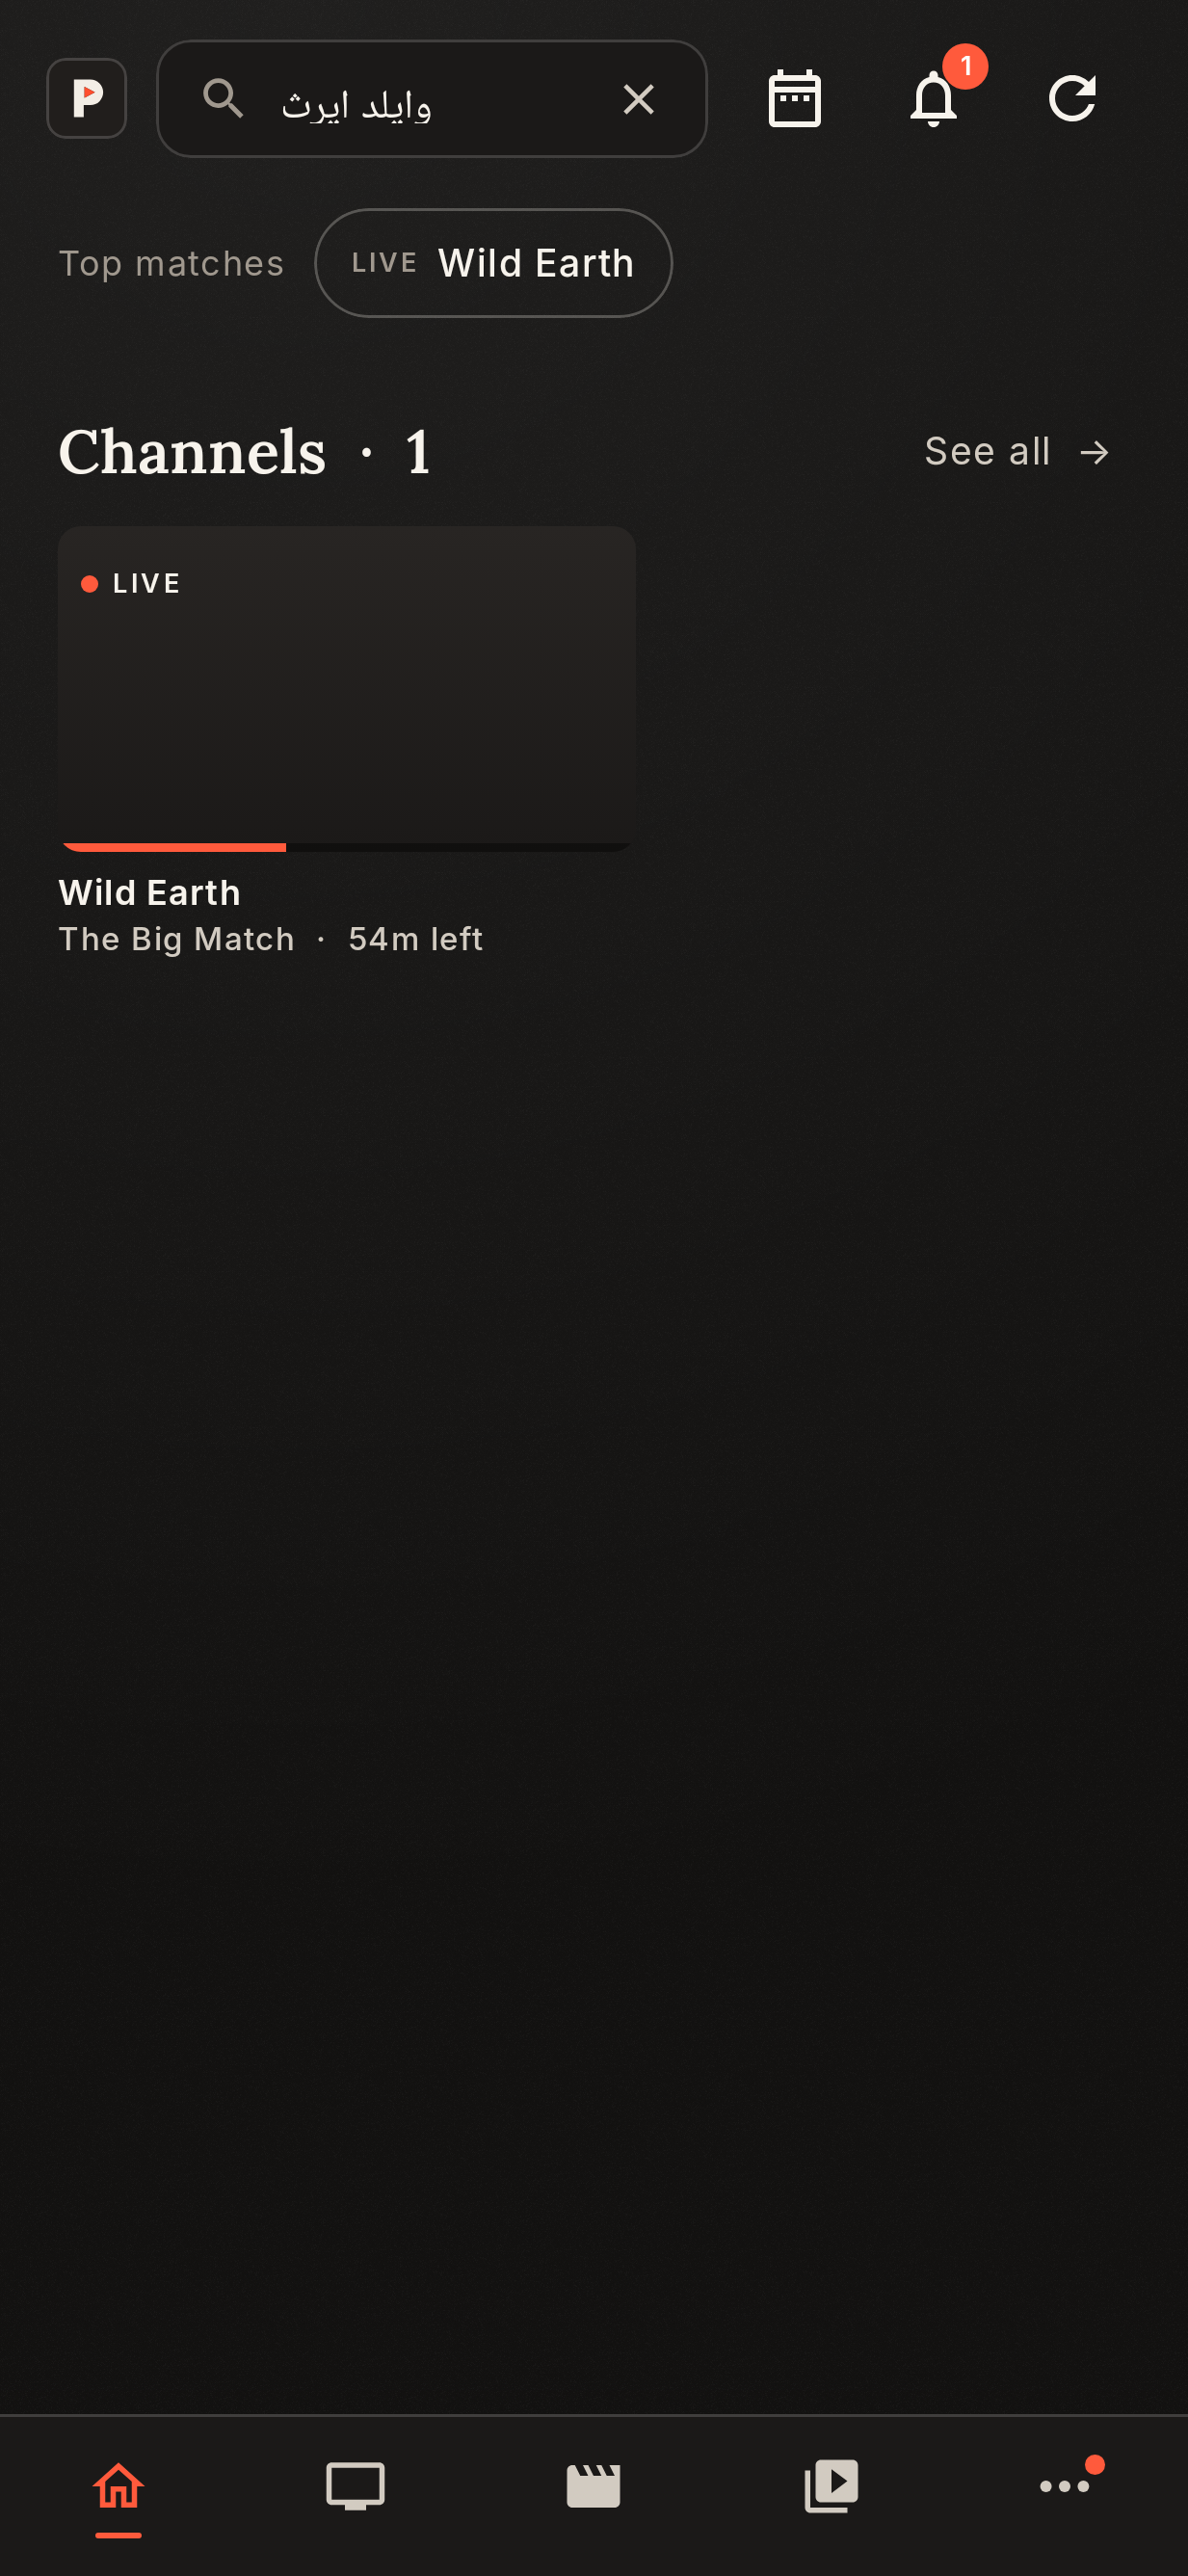 P
وايلد ايرث
1
Top matches
LIVE Wild Earth
Channels · 1
See all →
LIVE
Wild Earth
The Big Match · 54m left